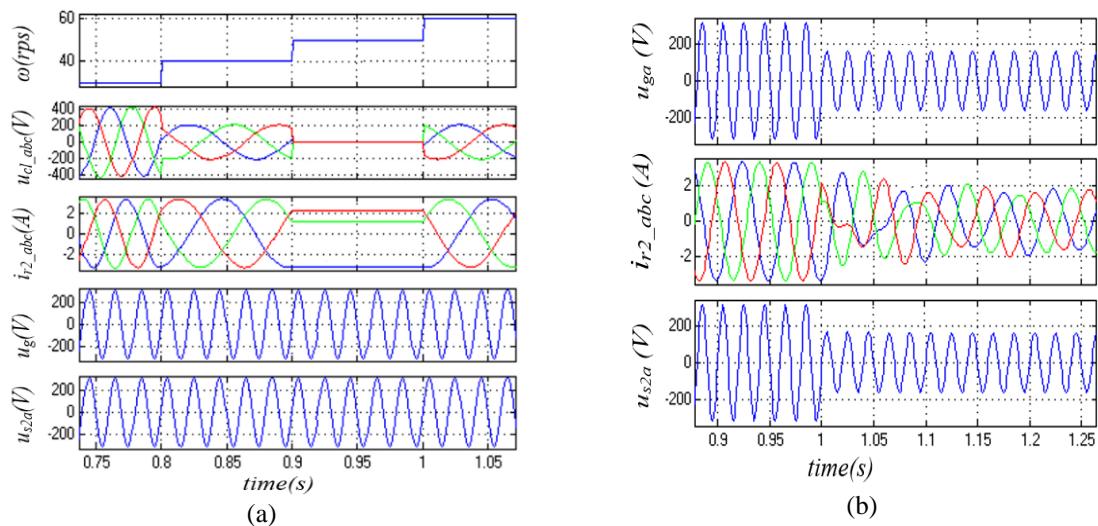 60
40
ω(rps)
400
200
0
-200
-400
u_cl_abc(V)
2
0
-2
i_r2_abc(A)
200
0
-200
u_g(V)
200
0
-200
u_s2a(V)
0.75 0.8 0.85 0.9 0.95 1 1.05
time(s)
(a)
200
0
-200
u_ga (V)
2
0
-2
i_r2_abc (A)
200
0
-200
u_s2a (V)
0.9 0.95 1 1.05 1.1 1.15 1.2 1.25
time(s)
(b)